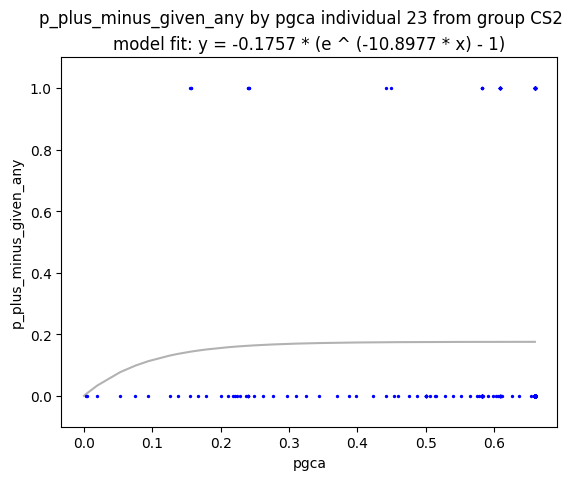 p_plus_minus_given_any by pgca individual 23 from group CS2
model fit: y = -0.1757 * (e ^ (-10.8977 * x) - 1)
p_plus_minus_given_any
1.0
0.8
0.6
0.4
0.2
0.0
0.0 0.1 0.2 0.3 0.4 0.5 0.6
pgca